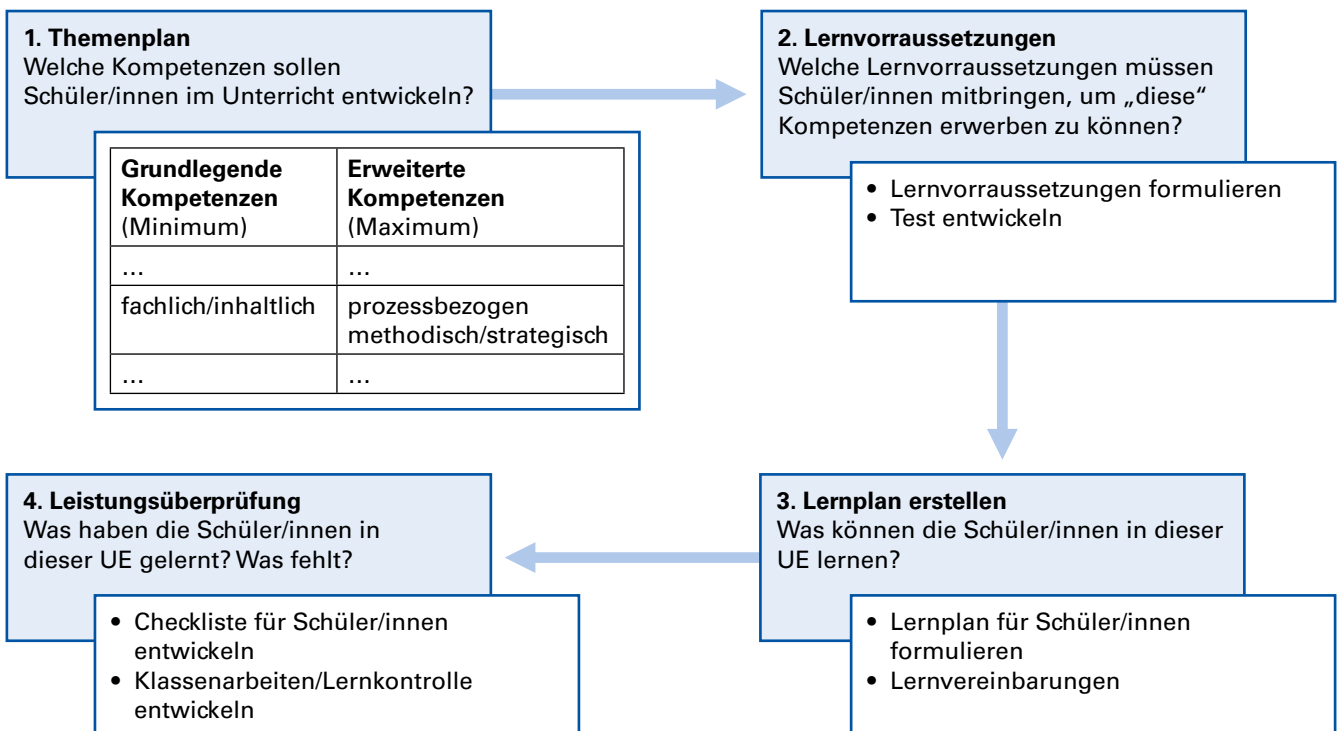 1. Themenplan
Welche Kompetenzen sollen
Schüler/innen im Unterricht entwickeln?
Grundlegende Kompetenzen (Minimum)
Erweiterte Kompetenzen (Maximum)
…
…
fachlich/inhaltlich
prozessbezogen
methodisch/strategisch
…
…
2. Lernvorraussetzungen
Welche Lernvorraussetzungen müssen
Schüler/innen mitbringen, um „diese“
Kompetenzen erwerben zu können?
• Lernvorraussetzungen formulieren
• Test entwickeln
3. Lernplan erstellen
Was können die Schüler/innen in dieser
UE lernen?
• Lernplan für Schüler/innen
formulieren
• Lernvereinbarungen
4. Leistungsüberprüfung
Was haben die Schüler/innen in
dieser UE gelernt? Was fehlt?
• Checkliste für Schüler/innen
entwickeln
• Klassenarbeiten/Lernkontrolle
entwickeln